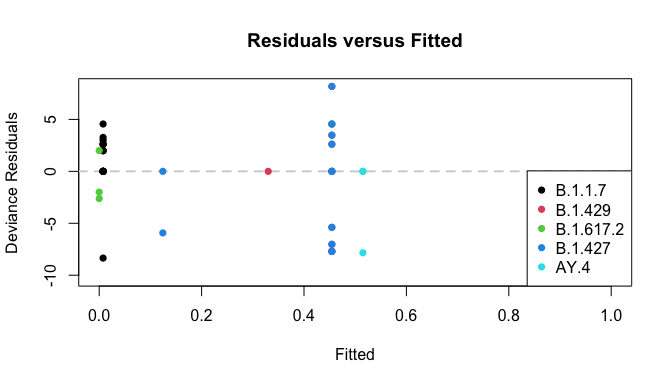 Residuals versus Fitted
Deviance Residuals
5
0
-5
-10
0.0 0.2 0.4 0.6 0.8 1.0
Fitted
B.1.1.7
B.1.429
B.1.617.2
B.1.427
AY.4